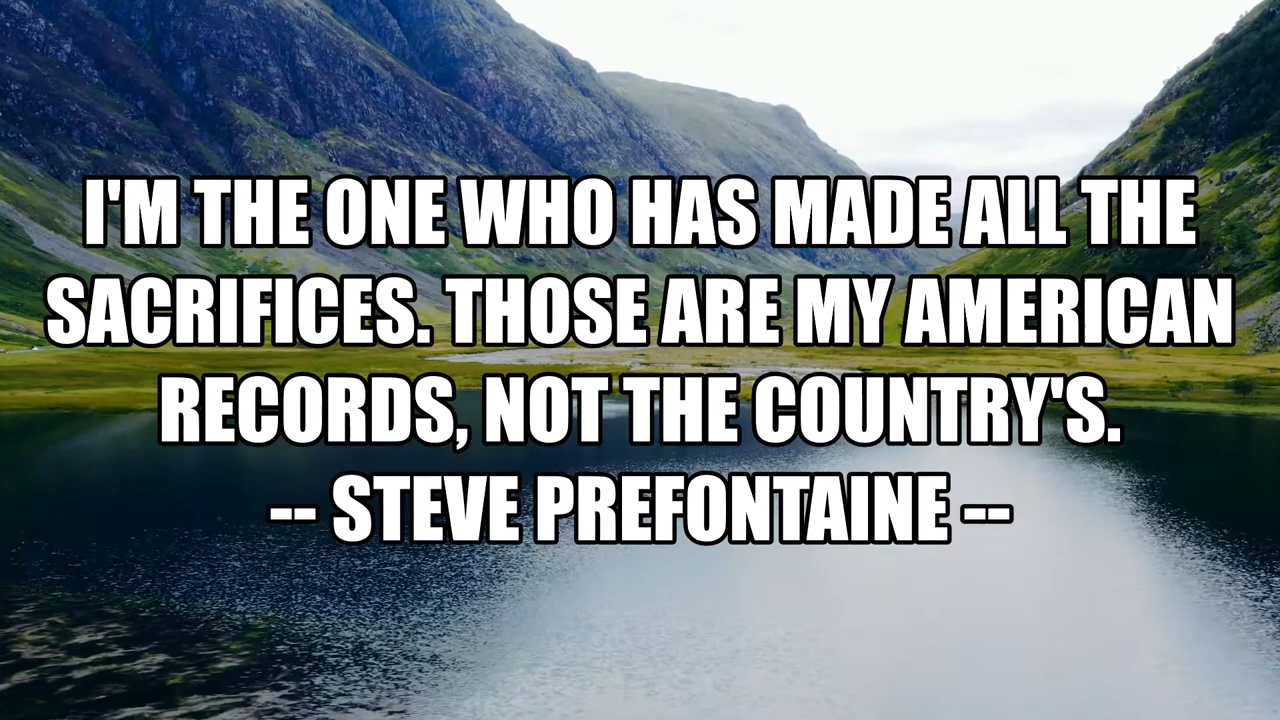 I'M THE ONE WHO HAS MADE ALL THE
SACRIFICES. THOSE ARE MY AMERICAN
RECORDS, NOT THE COUNTRY'S.
-- STEVE PREFONTAINE --